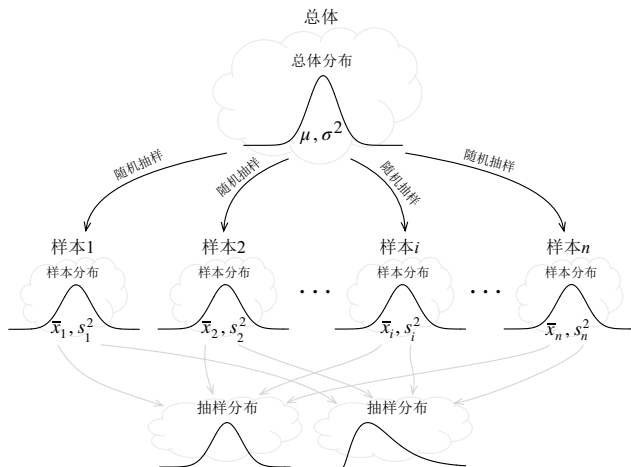 总体
总体分布
μ, σ²
随机抽样 随机抽样 随机抽样 随机抽样
样本1 样本2 样本i 样本n
样本分布 样本分布 样本分布 样本分布
··· ···
x̄₁, s₁² x̄₂, s₂² x̄ᵢ, sᵢ² x̄ₙ, sₙ²
抽样分布 抽样分布